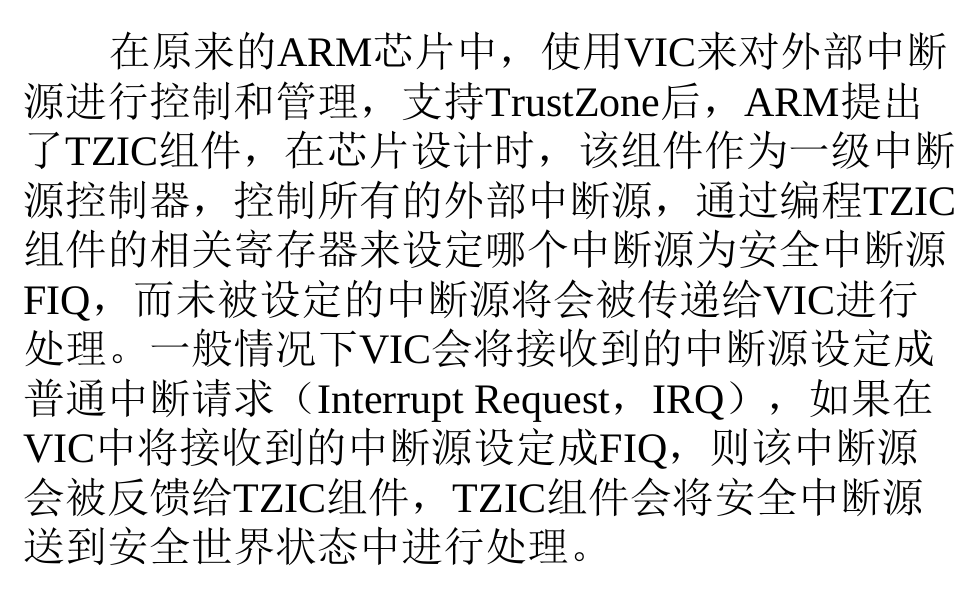 在原来的ARM芯片中，使用VIC来对外部中断
源进行控制和管理，支持TrustZone后，ARM提出
了TZIC组件，在芯片设计时，该组件作为一级中断
源控制器，控制所有的外部中断源，通过编程TZIC
组件的相关寄存器来设定哪个中断源为安全中断源
FIQ，而未被设定的中断源将会被传递给VIC进行
处理。一般情况下VIC会将接收到的中断源设定成
普通中断请求（Interrupt Request，IRQ），如果在
VIC中将接收到的中断源设定成FIQ，则该中断源
会被反馈给TZIC组件，TZIC组件会将安全中断源
送到安全世界状态中进行处理。